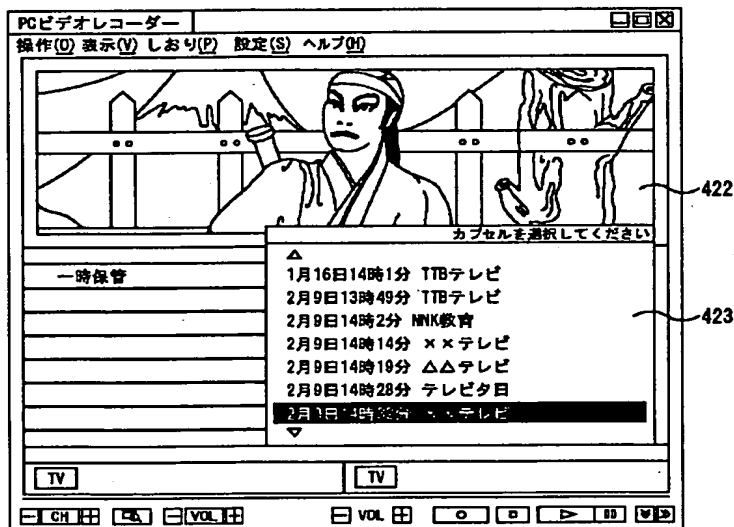 PCビデオレコーダー
操作(O) 表示(V) しおり(P) 設定(S) ヘルプ(H)
422
カプセルを選択してください
△
1月16日14時1分 TTBテレビ
一時保管
2月9日13時49分 TTBテレビ
2月9日14時2分 NNK教育
423
2月9日14時14分 ××テレビ
2月9日14時19分 △△テレビ
2月9日14時28分 テレビタ日
××テレビ
▽
TV TV
CH VOL VOL